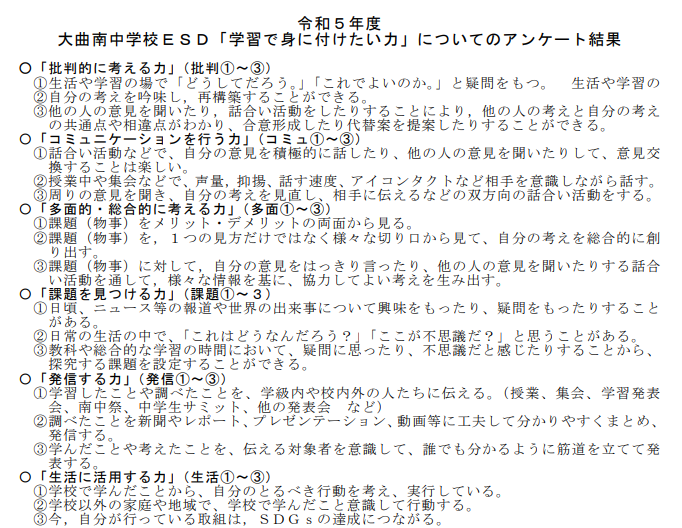 令和５年度
大曲南中学校ＥＳＤ「学習で身に付けたい力」についてのアンケート結果
〇「批判的に考える力」（批判①～③）
①生活や学習の場で「どうしてだろう。」「これでよいのか。」と疑問をもつ。　生活や学習の
②自分の考えを吟味し，再構築することができる。
③他の人の意見を聞いたり，話合い活動をしたりすることにより，他の人の考えと自分の考え
の共通点や相違点がわかり、合意形成したり代替案を提案したりすることができる。
〇「コミュニケーションを行う力」（コミュ①～③）
①話合い活動などで、自分の意見を積極的に話したり、他の人の意見を聞いたりして、意見交
換することは楽しい。
②授業中や集会などで、声量，抑揚、話す速度、アイコンタクトなど相手を意識しながら話す。
③周りの意見を聞き、自分の考えを見直し、相手に伝えるなどの双方向の話合い活動をする。
〇「多面的・総合的に考える力」（多面①～③）
①課題（物事）をメリット・デメリットの両面から見る。
②課題（物事）を，１つの見方だけではなく様々な切り口から見て、自分の考えを総合的に創
り出す。
③課題（物事）に対して，自分の意見をはっきり言ったり、他の人の意見を聞いたりする話合
い活動を通して，様々な情報を基に、協力してよい考えを生み出す。
〇「課題を見つける力」（課題①～３）
①日頃、ニュース等の報道や世界の出来事について興味をもったり、疑問をもったりすること
がある。
②日常の生活の中で、「これはどうなんだろう？」「ここが不思議だ？」と思うことがある。
③教科や総合的な学習の時間において、疑問に思ったり、不思議だと感じたりすることから、
探究する課題を設定することができる。
〇「発信する力」（発信①～③）
①学習したことや調べたことを、学級内や校内外の人たちに伝える。（授業、集会、学習発表
会、南中祭、中学生サミット、他の発表会　など）
②調べたことを新聞やレポート、プレゼンテーション、動画等に工夫して分かりやすくまとめ、
発信する。
③学んだことや考えたことを、伝える対象者を意識して、誰でも分かるように筋道を立てて発
表する。
〇「生活に活用する力」（生活①～③）
①学校で学んだことから、自分のとるべき行動を考え、実行している。
②学校以外の家庭や地域で、学校で学んだこと意識して行動する。
③今，自分が行っている取組は，ＳＤＧｓの達成につながる。